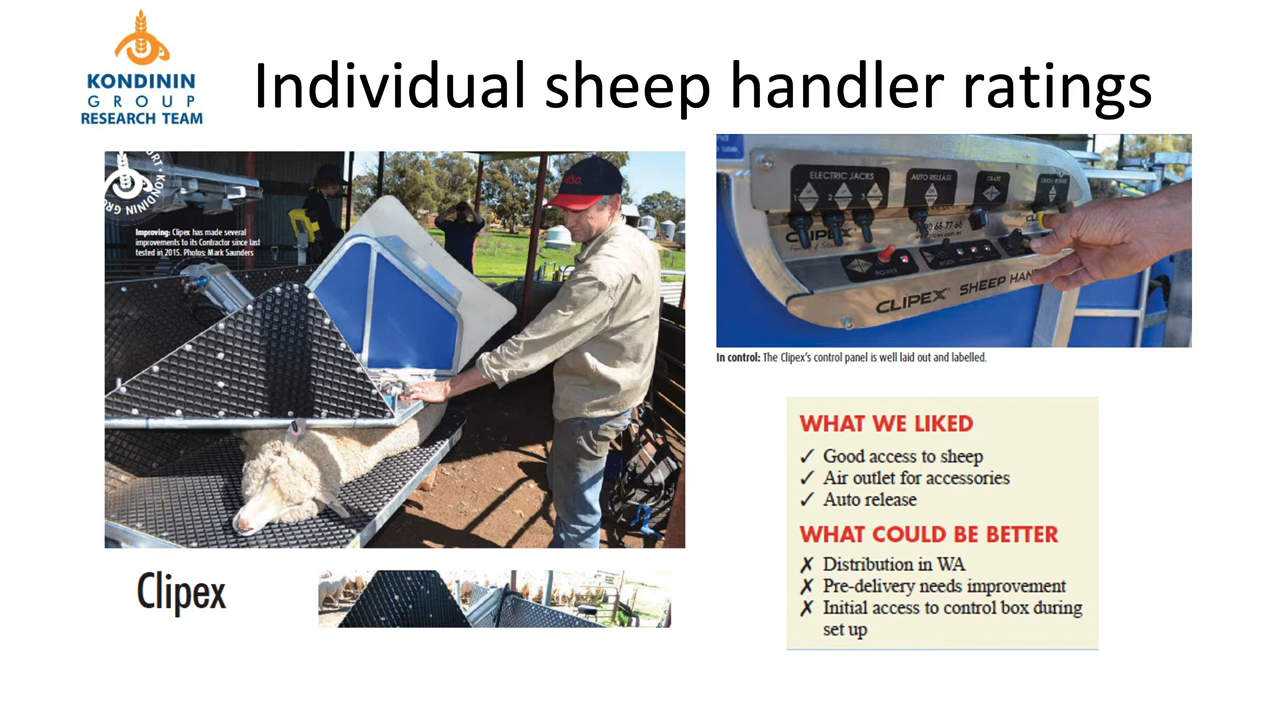 KONDININ
GROUP
RESEARCH TEAM
Individual sheep handler ratings
Improving: Clipex has made several
improvements to its Contractor since last
tested in 2015. Photos: Mark Saunders
ELECTRIC JACKS
AUTO RELEASE
1 2 3
CLIPEX
CLIPEX SHEEP HAN
In control: The Clipex's control panel is well laid out and labelled.
WHAT WE LIKED
✓ Good access to sheep
✓ Air outlet for accessories
✓ Auto release
WHAT COULD BE BETTER
✗ Distribution in WA
✗ Pre-delivery needs improvement
✗ Initial access to control box during
set up
Clipex